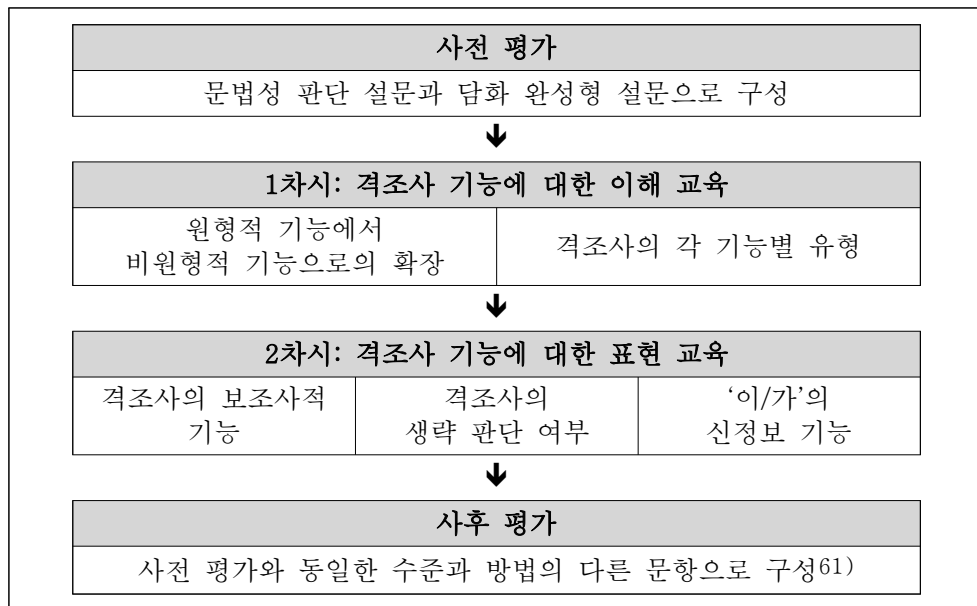 사전 평가
문법성 판단 설문과 담화 완성형 설문으로 구성
1차시: 격조사 기능에 대한 이해 교육
원형적 기능에서
비원형적 기능으로의 확장
격조사의 각 기능별 유형
2차시: 격조사 기능에 대한 표현 교육
격조사의 보조사적
기능
격조사의
생략 판단 여부
‘이/가’의
신정보 기능
사후 평가
사전 평가와 동일한 수준과 방법의 다른 문항으로 구성61)